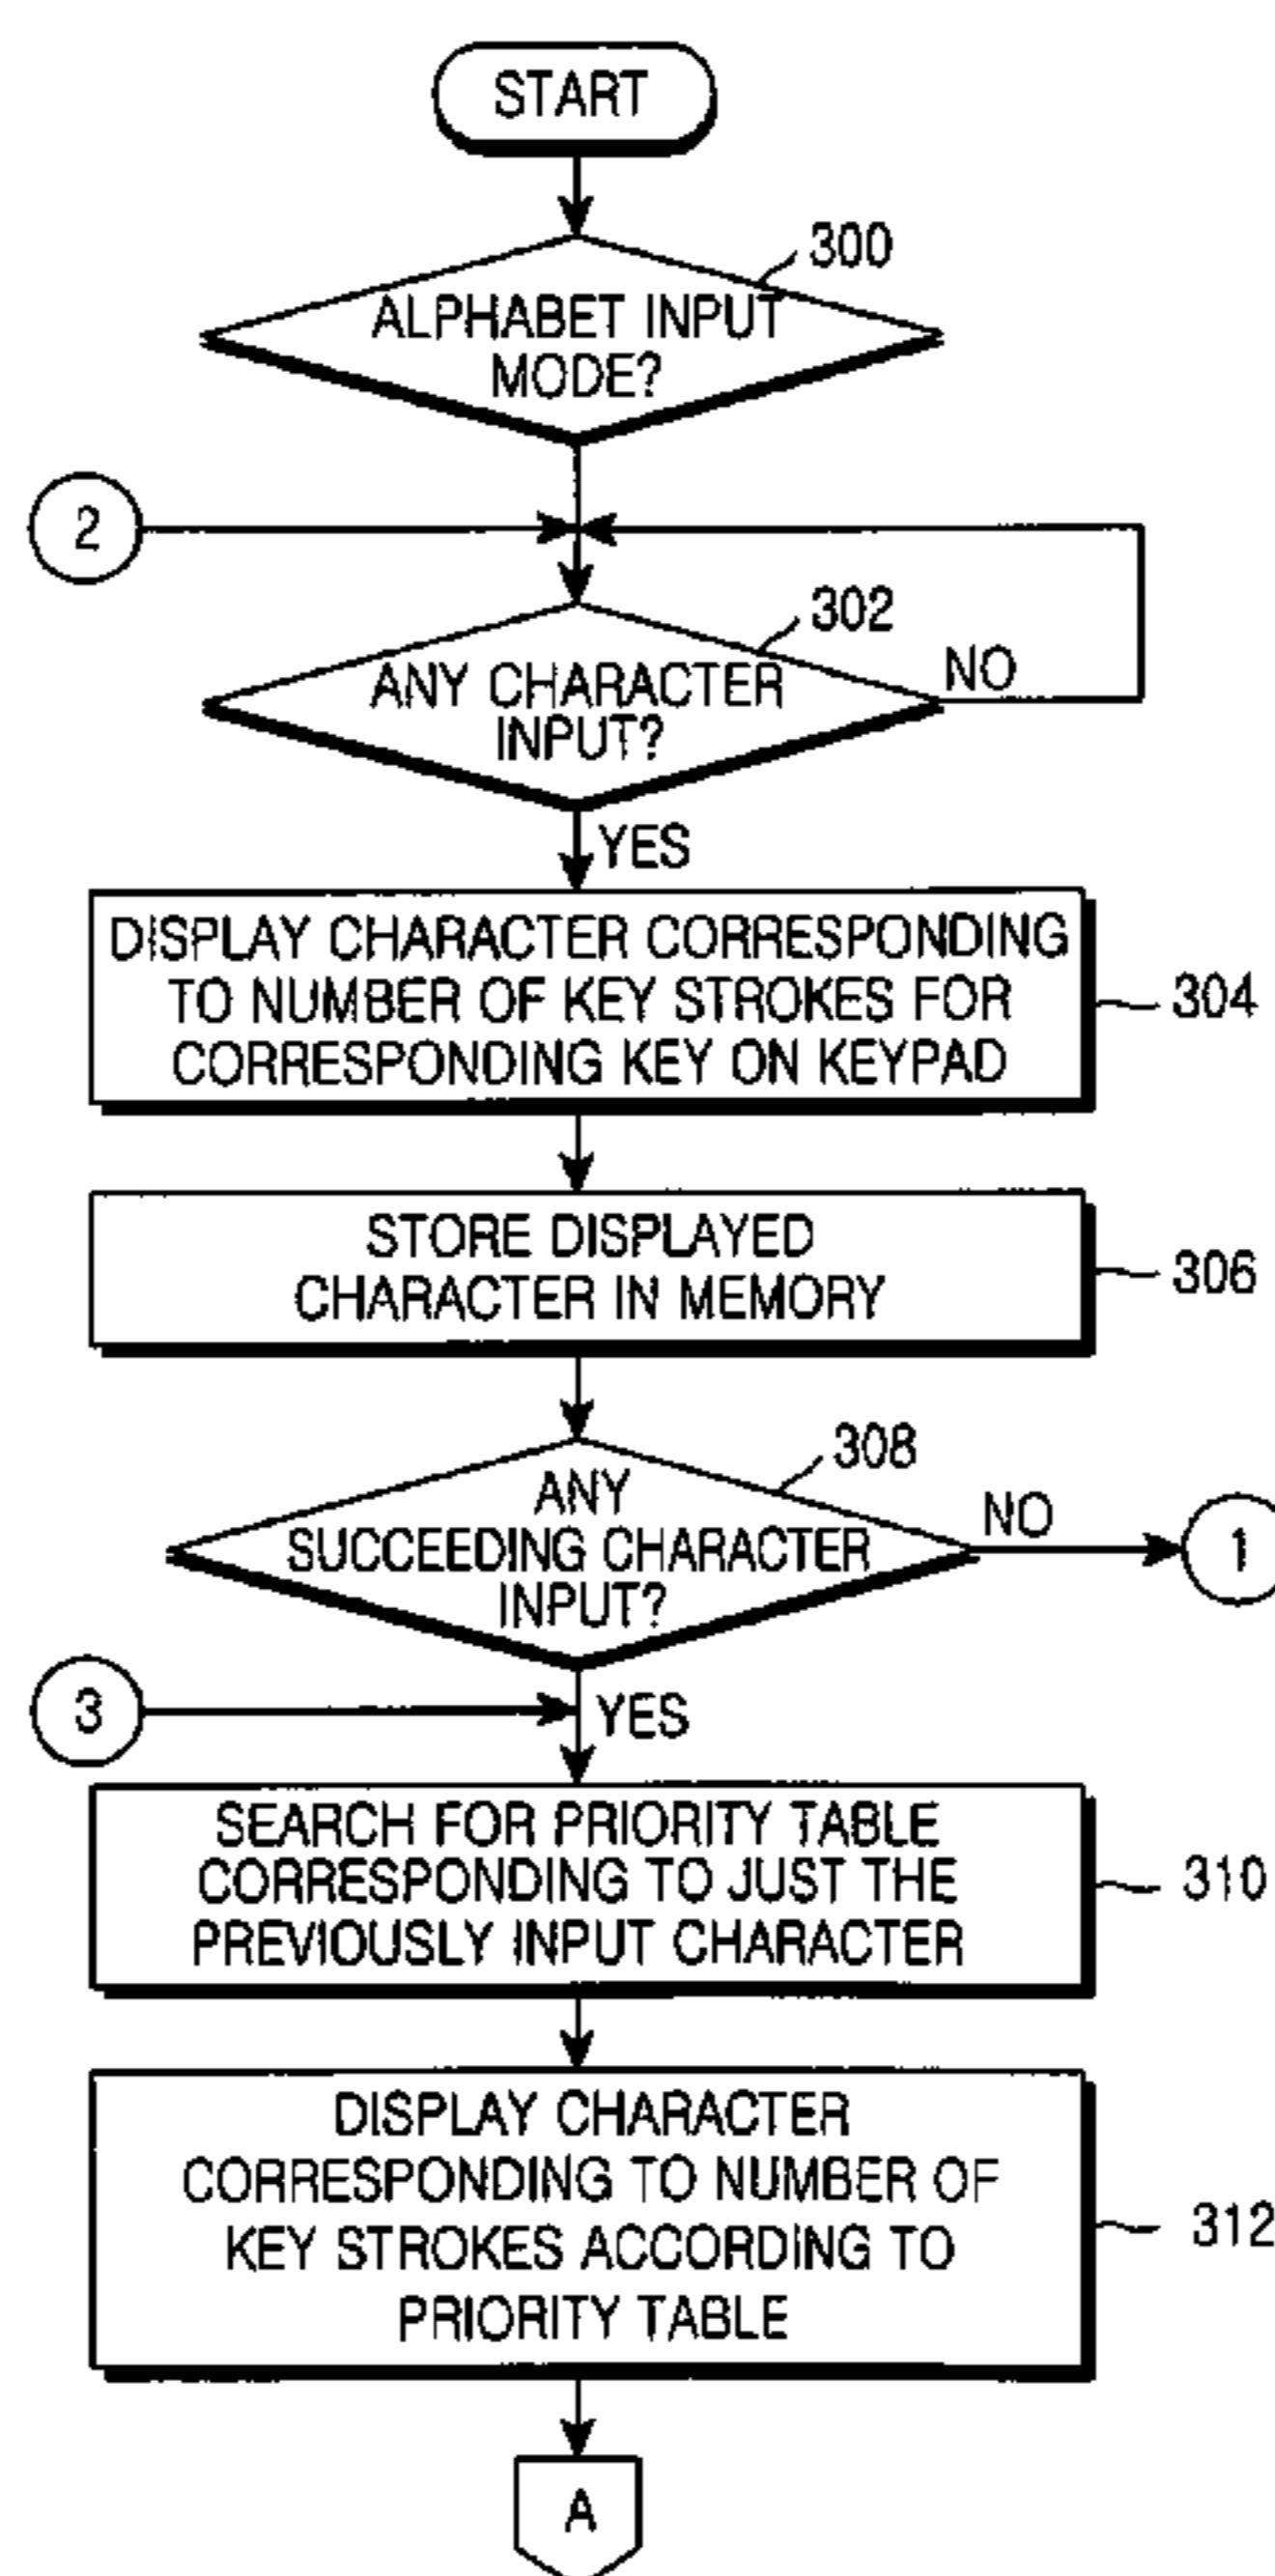 START
300
ALPHABET INPUT
MODE?
2
302
ANY CHARACTER
INPUT?
NO
YES
DISPLAY CHARACTER CORRESPONDING
TO NUMBER OF KEY STROKES FOR
CORRESPONDING KEY ON KEYPAD
304
STORE DISPLAYED
CHARACTER IN MEMORY
306
308
ANY
SUCCEEDING CHARACTER
INPUT?
NO
1
3
YES
SEARCH FOR PRIORITY TABLE
CORRESPONDING TO JUST THE
PREVIOUSLY INPUT CHARACTER
310
DISPLAY CHARACTER
CORRESPONDING TO NUMBER OF
KEY STROKES ACCORDING TO
PRIORITY TABLE
312
A